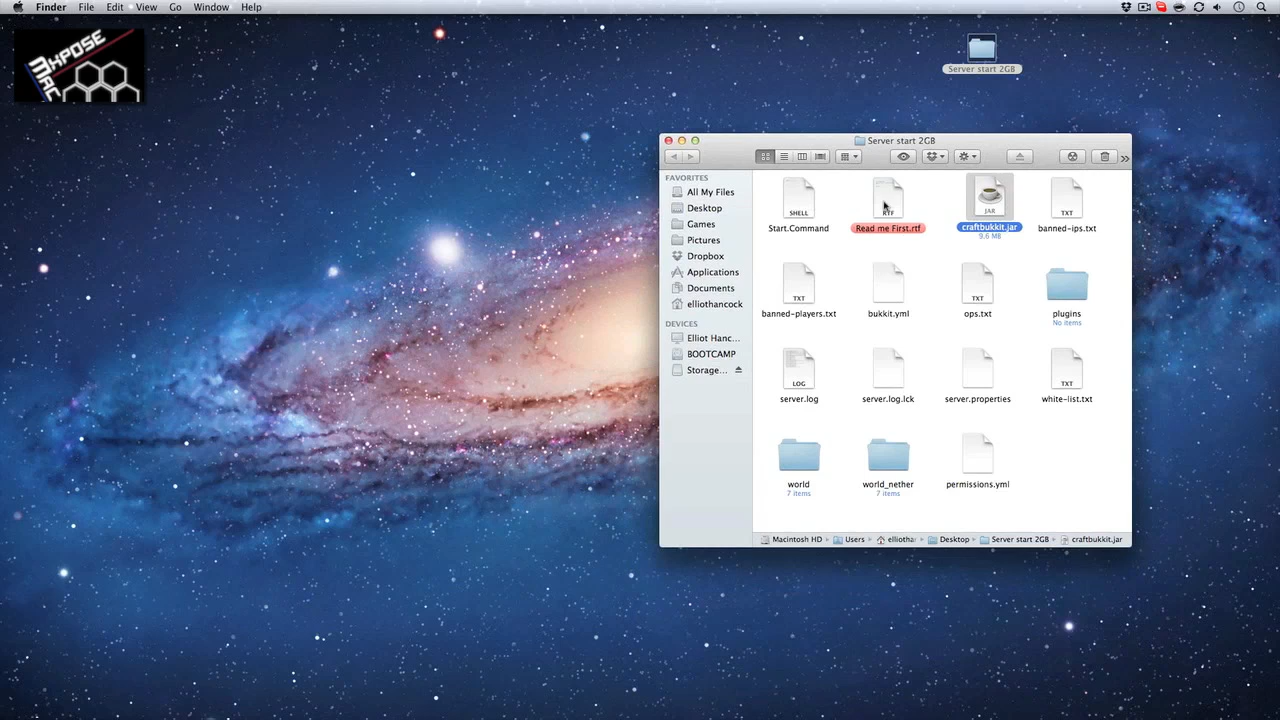 Finder File Edit View Go Window Help
EXPOSE
MAC
Server start 2GB
Server start 2GB
FAVORITES
All My Files
Desktop
Games
Pictures
Dropbox
Applications
Documents
elliothancock
DEVICES
Elliot Hanc...
BOOTCAMP
Storage...
SHELL
Start.Command
RTF
Read me First.rtf
JAR
craftbukkit.jar
9.6 MB
TXT
banned-ips.txt
TXT
banned-players.txt
bukkit.yml
TXT
ops.txt
plugins
No items
LOG
server.log
server.log.lck
server.properties
TXT
white-list.txt
world
7 items
world_nether
7 items
permissions.yml
Macintosh HD Users elliothar Desktop Server start 2GB craftbukkit.jar